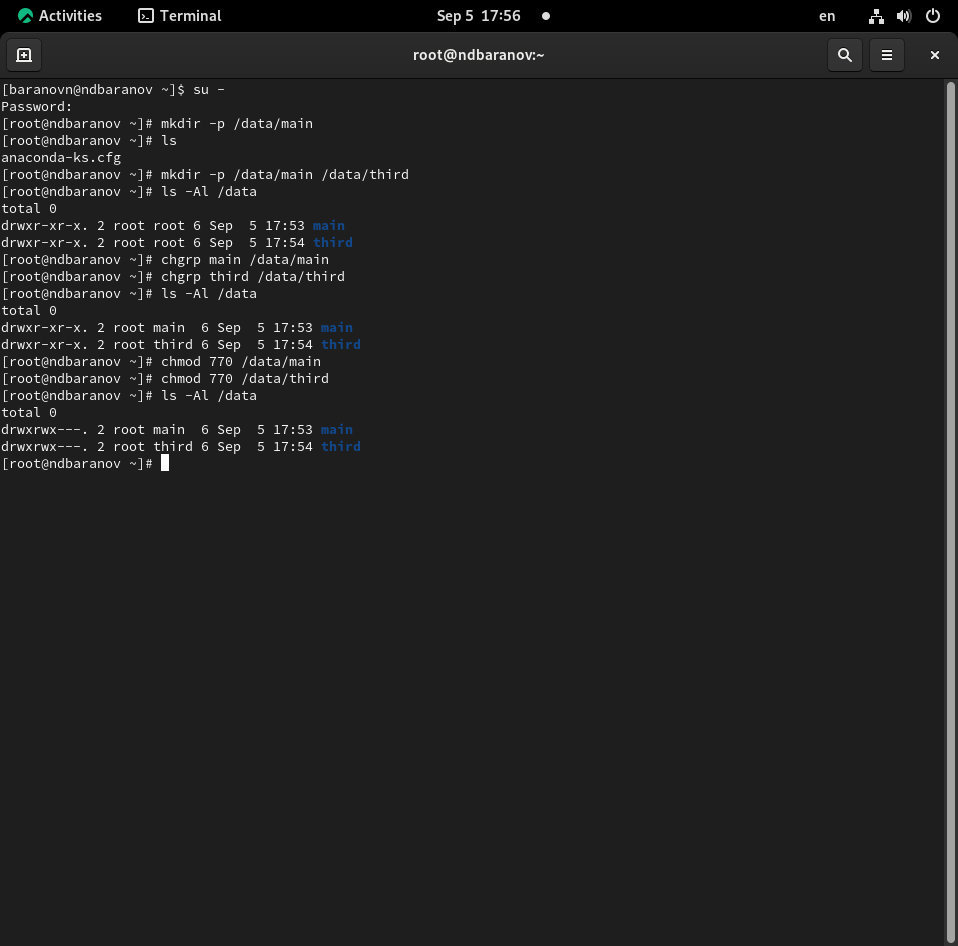 Activities Terminal Sep 5 17:56 en
root@ndbaranov:~
[baranovn@ndbaranov ~]$ su -
Password:
[root@ndbaranov ~]# mkdir -p /data/main
[root@ndbaranov ~]# ls
anaconda-ks.cfg
[root@ndbaranov ~]# mkdir -p /data/main /data/third
[root@ndbaranov ~]# ls -Al /data
total 0
drwxr-xr-x. 2 root root 6 Sep  5 17:53 main
drwxr-xr-x. 2 root root 6 Sep  5 17:54 third
[root@ndbaranov ~]# chgrp main /data/main
[root@ndbaranov ~]# chgrp third /data/third
[root@ndbaranov ~]# ls -Al /data
total 0
drwxr-xr-x. 2 root main  6 Sep  5 17:53 main
drwxr-xr-x. 2 root third 6 Sep  5 17:54 third
[root@ndbaranov ~]# chmod 770 /data/main
[root@ndbaranov ~]# chmod 770 /data/third
[root@ndbaranov ~]# ls -Al /data
total 0
drwxrwx---. 2 root main  6 Sep  5 17:53 main
drwxrwx---. 2 root third 6 Sep  5 17:54 third
[root@ndbaranov ~]#